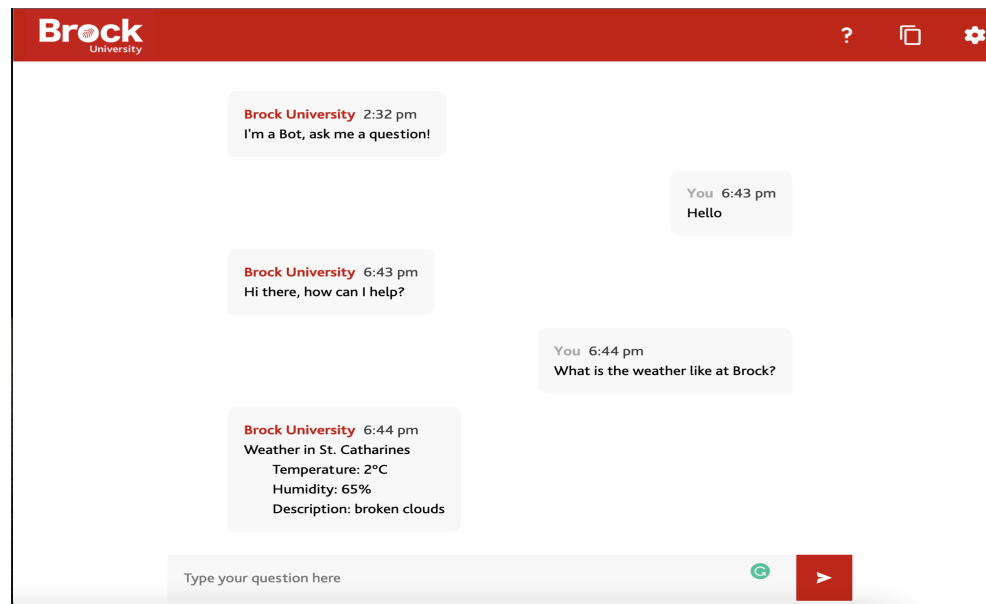 Brock
University
?
Brock University 2:32 pm
I'm a Bot, ask me a question!
You 6:43 pm
Hello
Brock University 6:43 pm
Hi there, how can I help?
You 6:44 pm
What is the weather like at Brock?
Brock University 6:44 pm
Weather in St. Catharines
Temperature: 2°C
Humidity: 65%
Description: broken clouds
Type your question here